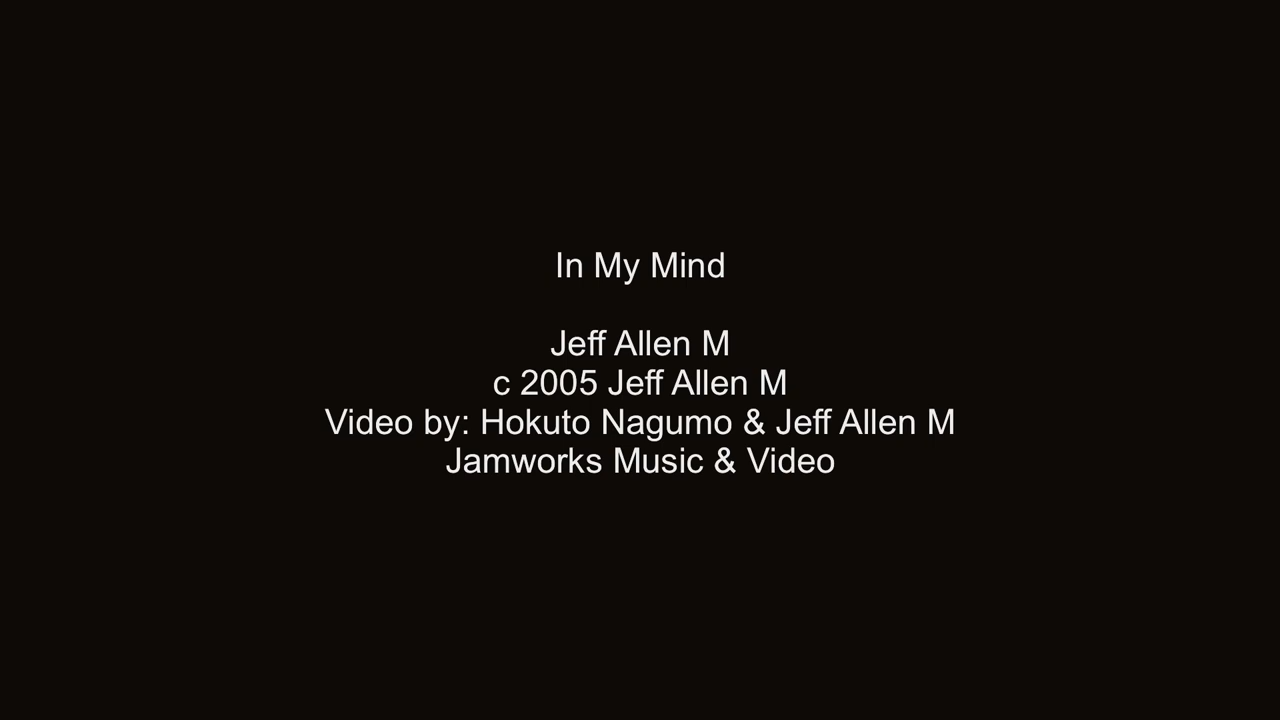 In My Mind
Jeff Allen M
c 2005 Jeff Allen M
Video by: Hokuto Nagumo & Jeff Allen M
Jamworks Music & Video